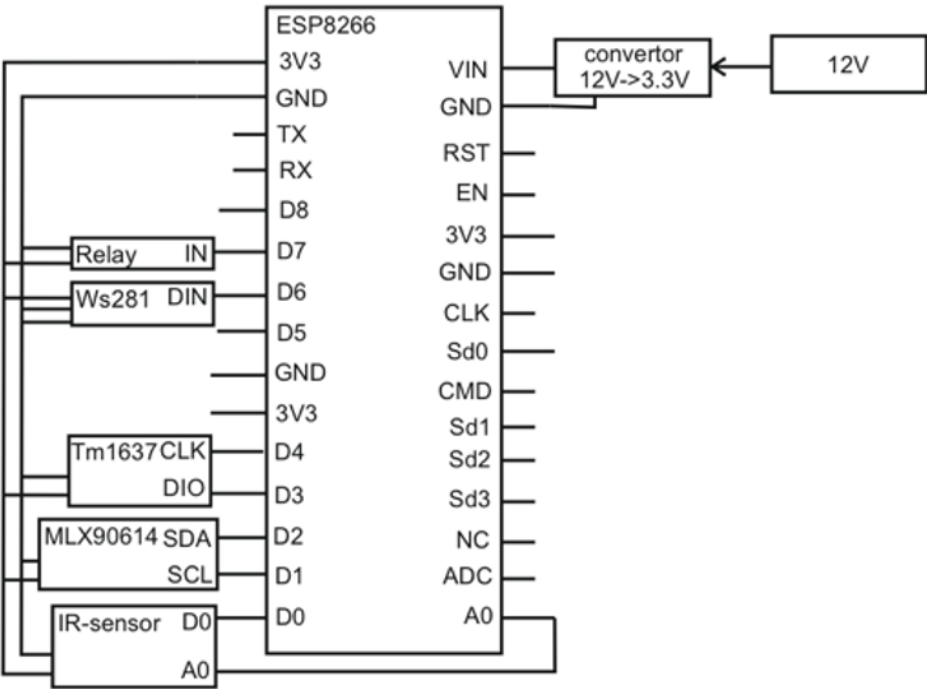 ESP8266
3V3
GND
TX
RX
D8
D7
D6
D5
GND
3V3
D4
D3
D2
D1
D0
VIN
GND
RST
EN
3V3
GND
CLK
Sd0
CMD
Sd1
Sd2
Sd3
NC
ADC
A0
convertor
12V->3.3V
12V
Relay IN
Ws281 DIN
Tm1637 CLK
DIO
MLX90614 SDA
SCL
IR-sensor D0
A0